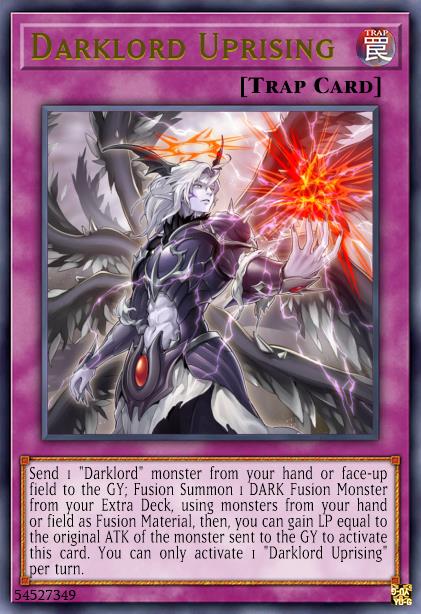 Darklord Uprising
TRAP
罠
[Trap Card]
Send 1 "Darklord" monster from your hand or face-up
field to the GY; Fusion Summon 1 DARK Fusion Monster
from your Extra Deck, using monsters from your hand
or field as Fusion Material, then, you can gain LP equal to
the original ATK of the monster sent to the GY to activate
this card. You can only activate 1 "Darklord Uprising"
per turn.
54527349